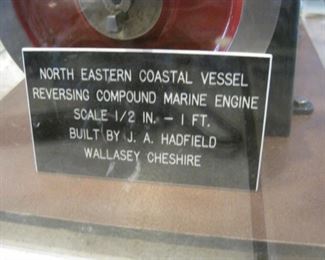 NORTH EASTERN COASTAL VESSEL
REVERSING COMPOUND MARINE ENGINE
SCALE 1/2 IN. - 1 FT.
BUILT BY J. A. HADFIELD
WALLASEY CHESHIRE